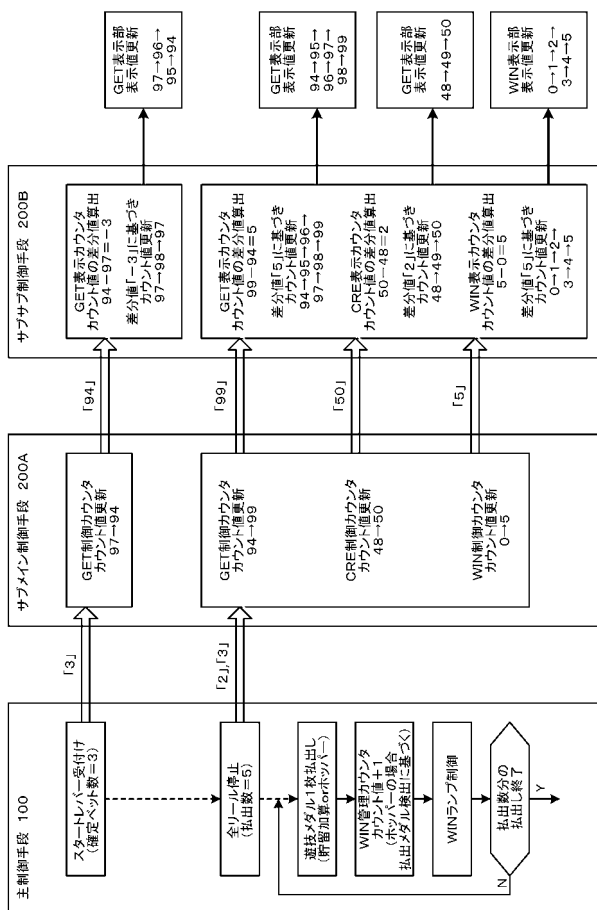 主制御手段 100
スタートレバー受付け
(確定ベット数=3)
全リール停止
(払出数=5)
遊技メダル1枚払出し
(貯留加算orホッパー)
WIN管理カウンタ
カウント値+1
(ホッパーの場合
払出メダル検出に基づく)
WINランプ制御
払出数分の
払出し終了
N
Y
「3」
「2」,「3」
サブメイン制御手段 200A
GET制御カウンタ
カウント値更新
97→94
GET制御カウンタ
カウント値更新
94→99
CRE制御カウンタ
カウント値更新
48→50
WIN制御カウンタ
カウント値更新
0→5
「94」
「99」
「50」
「5」
サブサブ制御手段 200B
GET表示カウンタ
カウント値の差分値算出
94-97=-3
差分値「-3」に基づき
カウント値更新
97→98→97
GET表示カウンタ
カウント値の差分値算出
99-94=5
差分値「5」に基づき
カウント値更新
94→95→96→
97→98→99
CRE表示カウンタ
カウント値の差分値算出
50-48=2
差分値「2」に基づき
カウント値更新
48→49→50
WIN表示カウンタ
カウント値の差分値算出
5-0=5
差分値「5」に基づき
カウント値更新
0→1→2→
3→4→5
GET表示部
表示値更新
97→96→
95→94
GET表示部
表示値更新
94→95→
96→97→
98→99
GET表示部
表示値更新
48→49→50
WIN表示部
表示値更新
0→1→2→
3→4→5